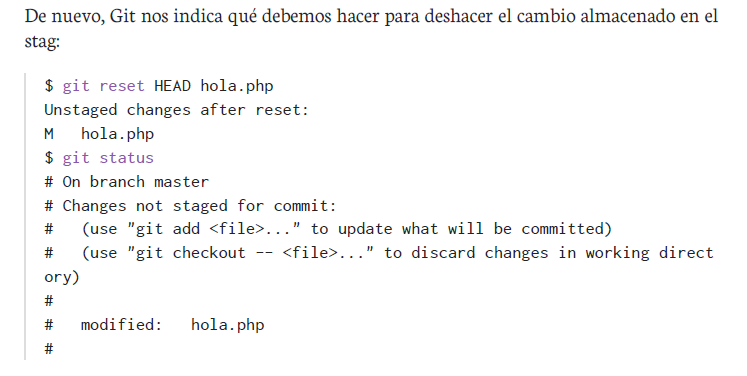 De nuevo, Git nos indica qué debemos hacer para deshacer el cambio almacenado en el
stag:
$ git reset HEAD hola.php
Unstaged changes after reset:
M   hola.php
$ git status
# On branch master
# Changes not staged for commit:
#   (use "git add <file>..." to update what will be committed)
#   (use "git checkout -- <file>..." to discard changes in working direct
ory)
#
#   modified:   hola.php
#